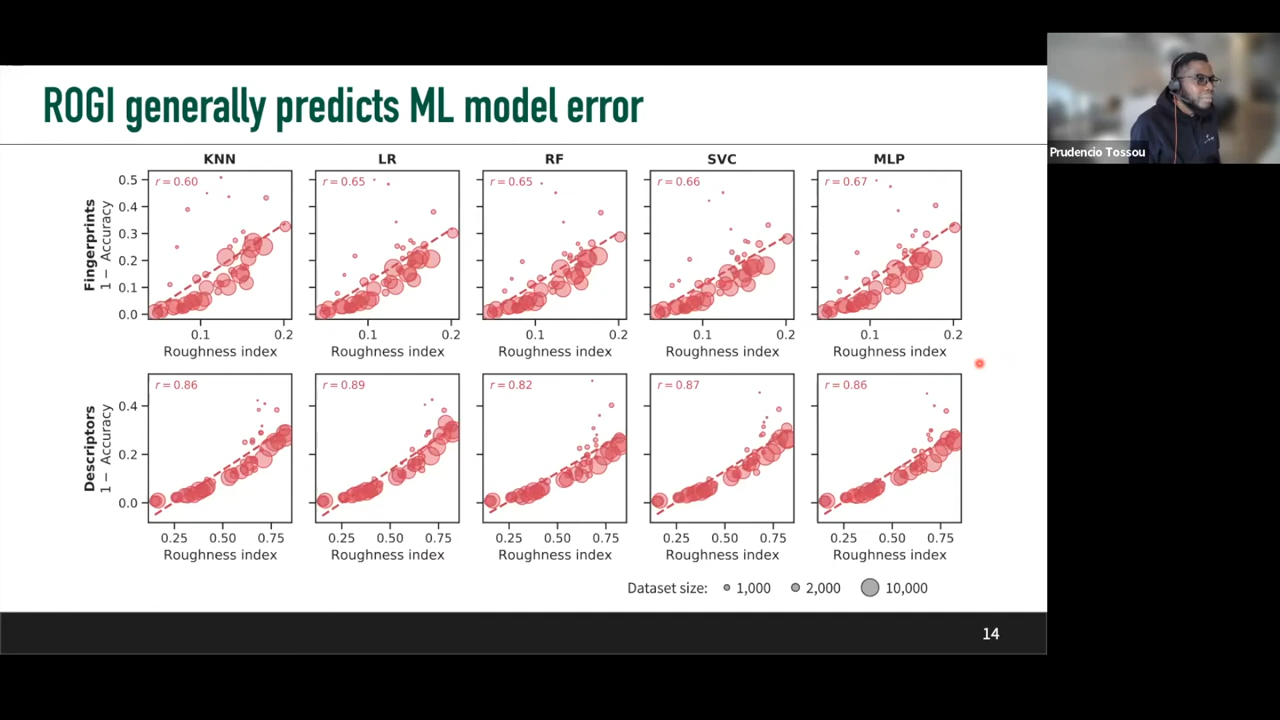 ROGI generally predicts ML model error
Prudencio Tossou
KNN LR RF SVC MLP
Fingerprints
1 − Accuracy
0.5
0.4
0.3
0.2
0.1
0.0
r = 0.60 r = 0.65 r = 0.65 r = 0.66 r = 0.67
0.1 0.2 0.1 0.2 0.1 0.2 0.1 0.2 0.1 0.2
Roughness index Roughness index Roughness index Roughness index Roughness index
Descriptors
1 − Accuracy
0.4
0.2
0.0
r = 0.86 r = 0.89 r = 0.82 r = 0.87 r = 0.86
0.25 0.50 0.75 0.25 0.50 0.75 0.25 0.50 0.75 0.25 0.50 0.75 0.25 0.50 0.75
Roughness index Roughness index Roughness index Roughness index Roughness index
Dataset size: 1,000 2,000 10,000
14